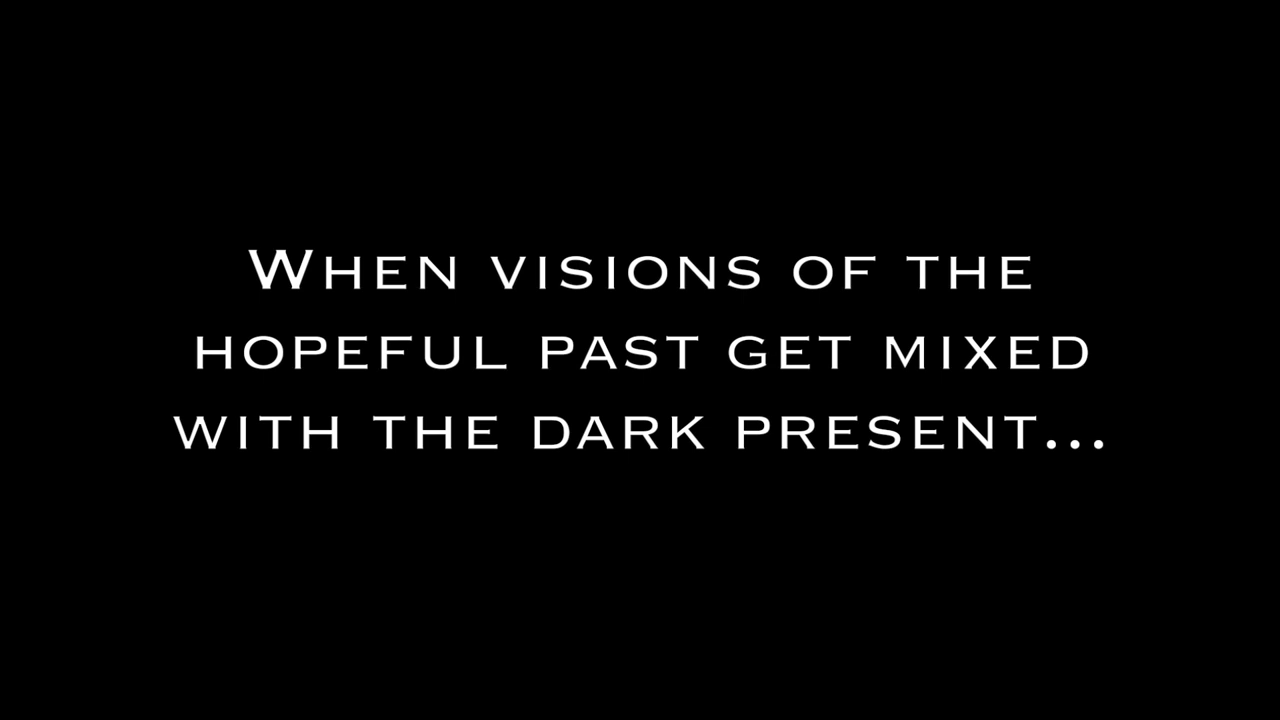 When visions of the
hopeful past get mixed
with the dark present...